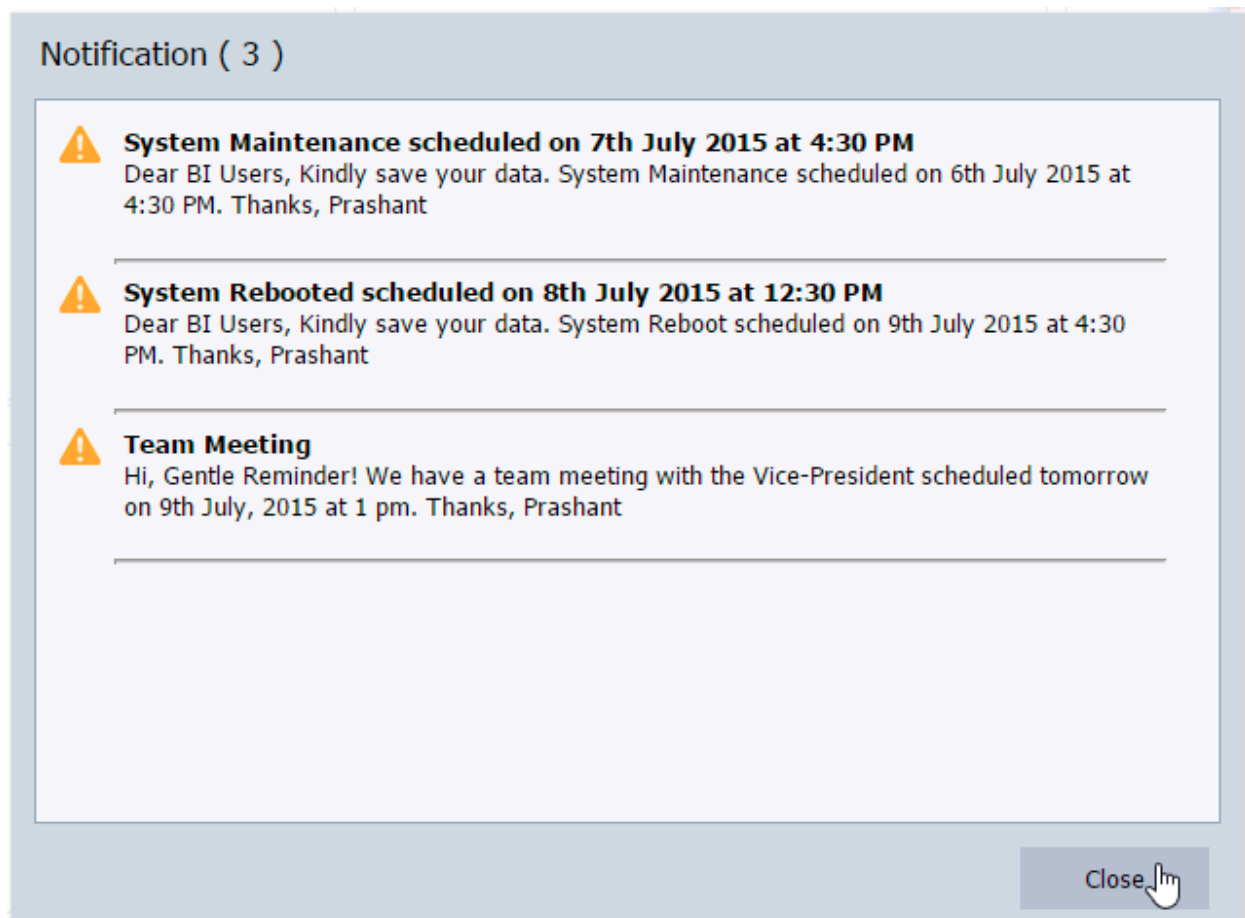 Notification ( 3 )
System Maintenance scheduled on 7th July 2015 at 4:30 PM
Dear BI Users, Kindly save your data. System Maintenance scheduled on 6th July 2015 at
4:30 PM. Thanks, Prashant
System Rebooted scheduled on 8th July 2015 at 12:30 PM
Dear BI Users, Kindly save your data. System Reboot scheduled on 9th July 2015 at 4:30
PM. Thanks, Prashant
Team Meeting
Hi, Gentle Reminder! We have a team meeting with the Vice-President scheduled tomorrow
on 9th July, 2015 at 1 pm. Thanks, Prashant
Close